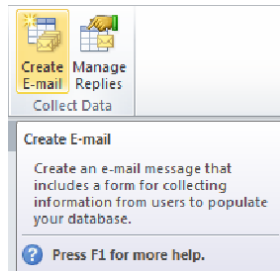 Create Manage
E-mail Replies
Collect Data
Create E-mail
Create an e-mail message that
includes a form for collecting
information from users to populate
your database.
Press F1 for more help.